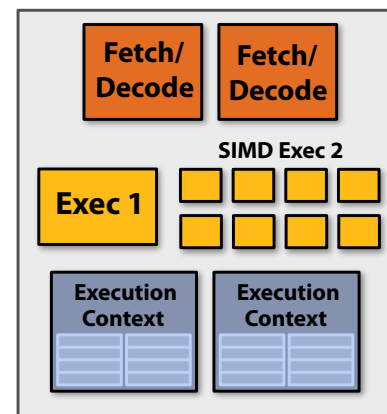 Fetch/
Decode
Fetch/
Decode
SIMD Exec 2
Exec 1
Execution
Context
Execution
Context